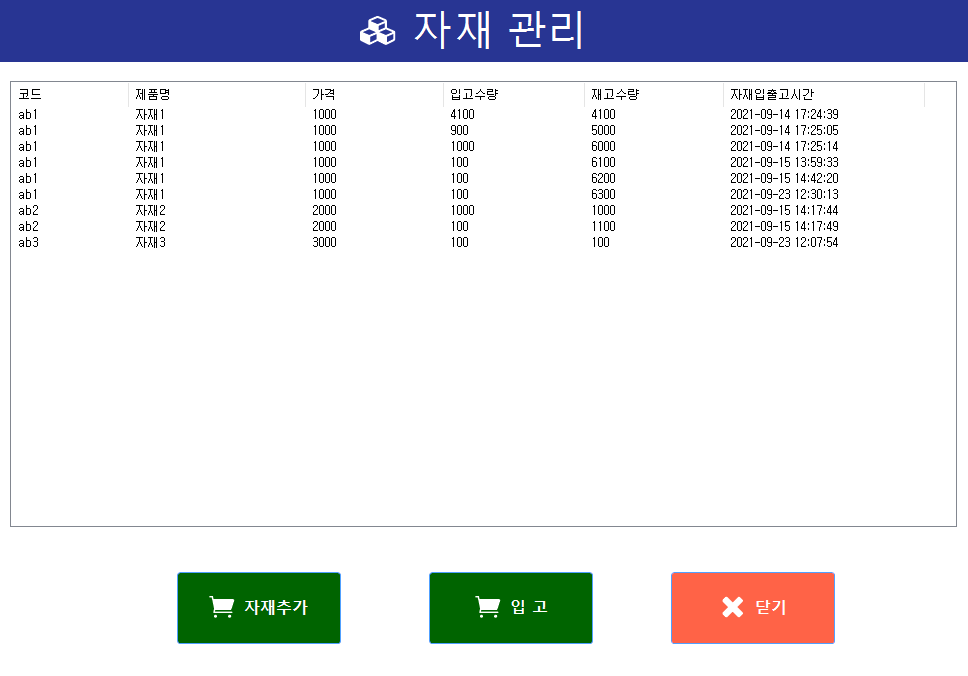 자재 관리
코드 제품명 가격 입고수량 재고수량 자재입출고시간
ab1 자재1 1000 4100 4100 2021-09-14 17:24:39
ab1 자재1 1000 900 5000 2021-09-14 17:25:05
ab1 자재1 1000 1000 6000 2021-09-14 17:25:14
ab1 자재1 1000 100 6100 2021-09-15 13:59:33
ab1 자재1 1000 100 6200 2021-09-15 14:42:20
ab1 자재1 1000 100 6300 2021-09-23 12:30:13
ab2 자재2 2000 1000 1000 2021-09-15 14:17:44
ab2 자재2 2000 100 1100 2021-09-15 14:17:49
ab3 자재3 3000 100 100 2021-09-23 12:07:54
자재추가 입 고 닫기